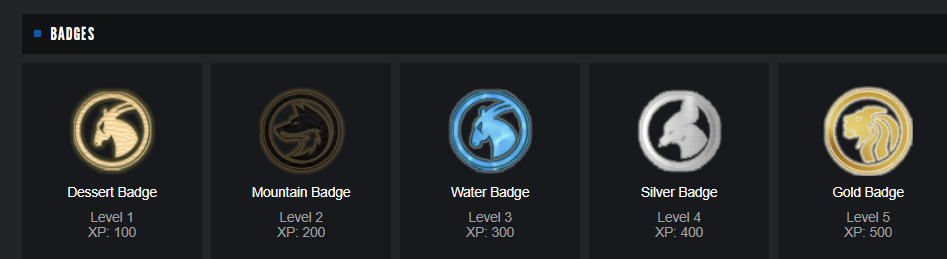 BADGES
Dessert Badge
Level 1
XP: 100
Mountain Badge
Level 2
XP: 200
Water Badge
Level 3
XP: 300
Silver Badge
Level 4
XP: 400
Gold Badge
Level 5
XP: 500